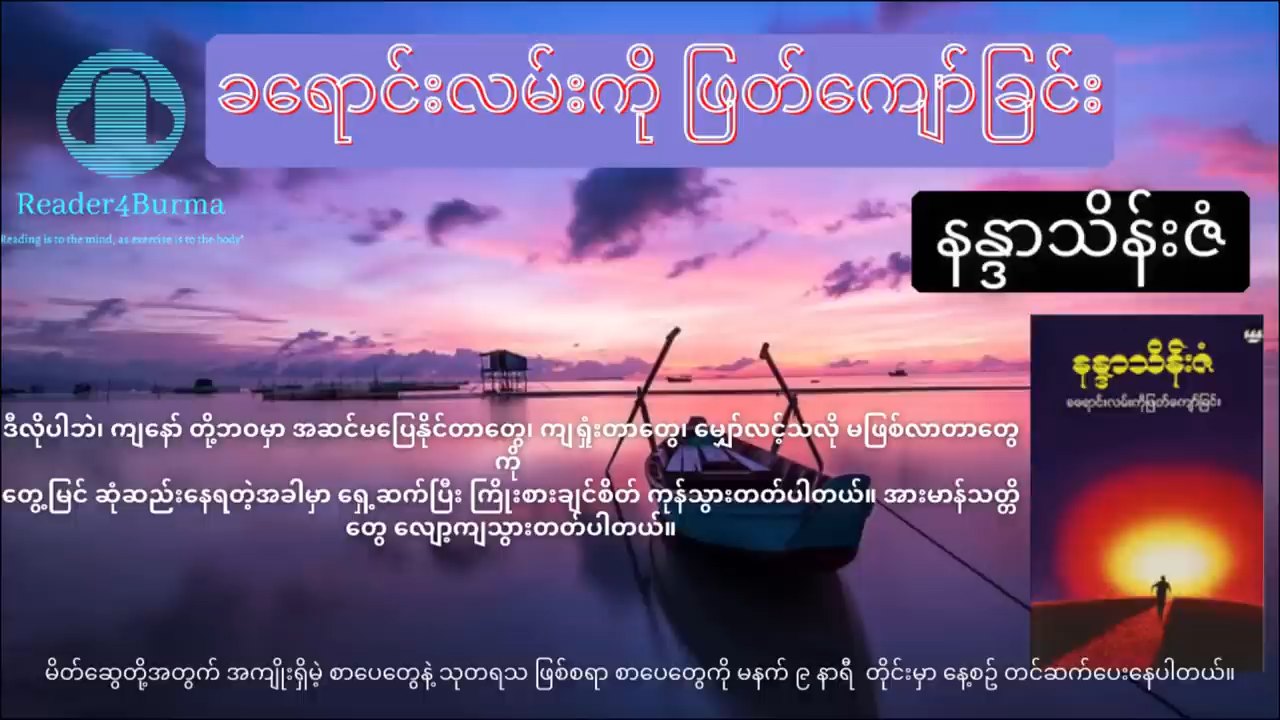 ခရောင်းလမ်းကို ဖြတ်ကျော်ခြင်း
Reader4Burma
Reading is to the mind, as exercise is to the body"
နန္ဒာသိန်းဇံ
နန္ဒာသိန်းဇံ
ခရောင်းလမ်းကိုဖြတ်ကျော်ခြင်း
ဒီလိုပါဘဲ၊ ကျနော် တို့ဘဝမှာ အဆင်မပြေနိုင်တာတွေ၊ ကျရှုံးတာတွေ၊ မျှော်လင့်သလို မဖြစ်လာတာတွေ
ကို
တွေ့မြင် ဆုံဆည်းနေရတဲ့အခါမှာ ရှေ့ဆက်ပြီး ကြိုးစားချင်စိတ် ကုန်သွားတတ်ပါတယ်။ အားမာန်သတ္တိ
တွေ လျော့ကျသွားတတ်ပါတယ်။
မိတ်ဆွေတို့အတွက် အကျိုးရှိမဲ့ စာပေတွေနဲ့ သုတရသ ဖြစ်စရာ စာပေတွေကို မနက် ၉ နာရီ တိုင်းမှာ နေ့စဉ် တင်ဆက်ပေးနေပါတယ်။